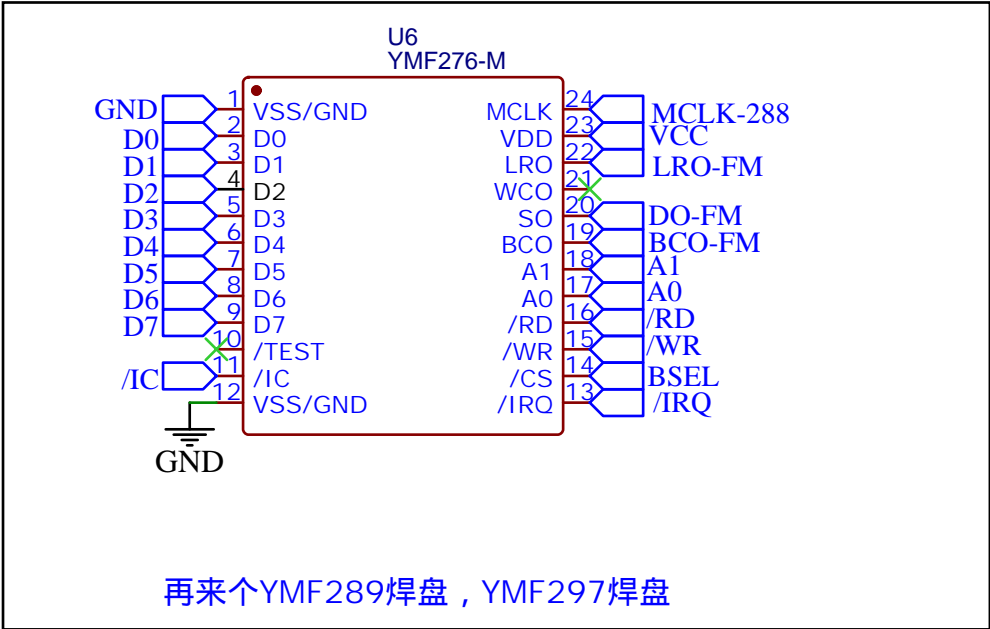 U6
YMF276-M
GND 1 VSS/GND MCLK 24 MCLK-288
D0 2 D0 VDD 23 VCC
D1 3 D1 LRO 22 LRO-FM
D2 4 D2 WCO 21
D3 5 D3 SO 20 DO-FM
D4 6 D4 BCO 19 BCO-FM
D5 7 D5 A1 18 A1
D6 8 D6 A0 17 A0
D7 9 D7 /RD 16 /RD
10 /TEST /WR 15 /WR
/IC 11 /IC /CS 14 BSEL
12 VSS/GND /IRQ 13 /IRQ
GND
再来个YMF289焊盘，YMF297焊盘